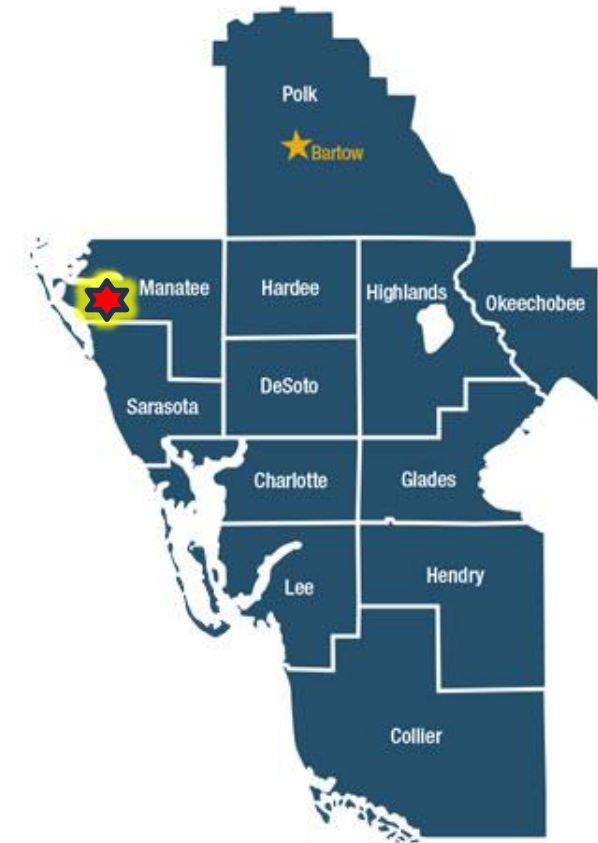 Polk
Bartow
Manatee
Hardee
Highlands
Okeechobee
DeSoto
Sarasota
Charlotte
Glades
Lee
Hendry
Collier